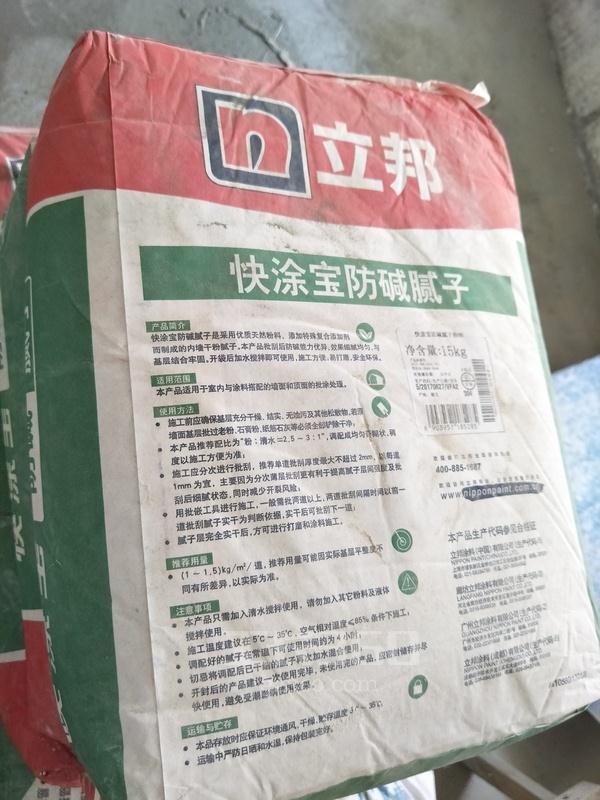 立邦
快涂宝防碱腻子
产品简介
快涂宝防碱腻子是采用优质天然粉料，添加特殊复合添加剂
而制成的内墙干粉腻子。本产品批刮后防碱能力优异，效果细腻均匀，与
基层结合牢固。开袋后加水搅拌即可使用，施工方便，易打磨，安全环保。
适用范围
本产品适用于室内与涂料搭配的墙面和顶面的批涂处理。
使用方法
施工前应确保基层充分干燥、结实、无油污及其他松散物，若原
墙面基层批过老粉、石膏粉、纸筋石灰等必须全部铲除干净。
本产品推荐配比为"粉：清水=2.5～3：1"，调配成均匀膏糊状，稠
度以施工方便为准；
施工应分次进行批刮，推荐单道批刮厚度最大不超过2mm，以每道
1mm为宜，主要因为分次薄层批刮更有利于提高腻子层间强度及批
刮后细腻状态，同时减少开裂风险；
用批嵌工具进行施工，一般需批两道以上，两道批刮间隔时间以前一
道批刮腻子实干为判断依据，实干后可批刮下一道；
腻子层完全实干后，方可进行打磨和涂料施工。
推荐用量
(1～1.5)kg/m²/道，推荐用量可能因实际基层平整度不
同有所差异，以实际为准。
注意事项
本产品只需加入清水搅拌使用，请勿加入其它粉料及液体
搅拌使用。
施工温度建议在5℃～35℃，空气相对湿度≤85%条件下施工；
调配好的腻子在常温下可使用时间约为4小时；
切忌将调配后已干结的腻子再次加水混合使用；
开封后的产品建议一次使用完毕，未使用完的产品，应密封储存并尽
快使用，避免受潮影响使用效果。
运输与贮存
本品存放时应保证环境通风、干燥，贮存温度5℃～35℃
运输中严防日晒和水湿，保持包装完好。
快涂宝防碱腻子
净含量:15kg
400-885-1687
www.nipponpaint.com.cn
本产品生产代码参见合格证
立邦涂料（中国）有限公司
廊坊立邦涂料有限公司
广州立邦涂料有限公司
立邦涂料（成都）有限公司